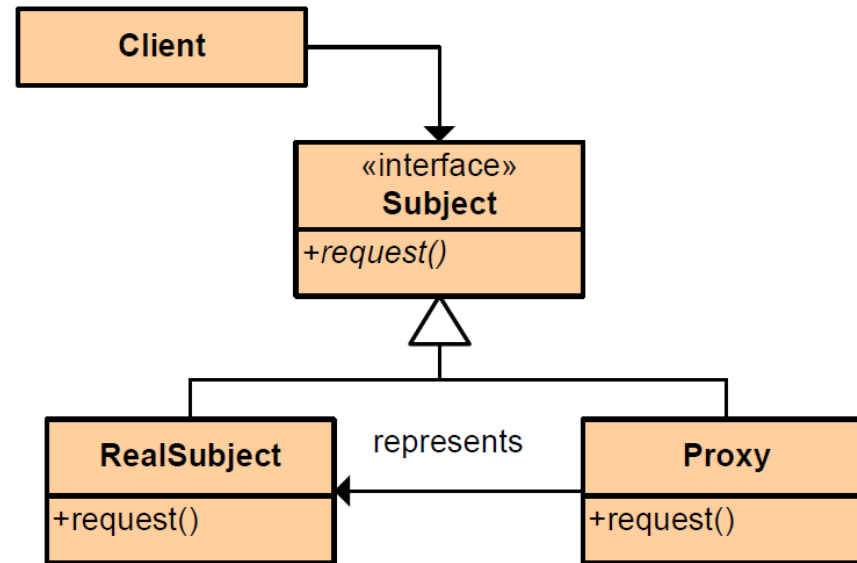 Client
«interface»
Subject
+request()
represents
RealSubject
+request()
Proxy
+request()